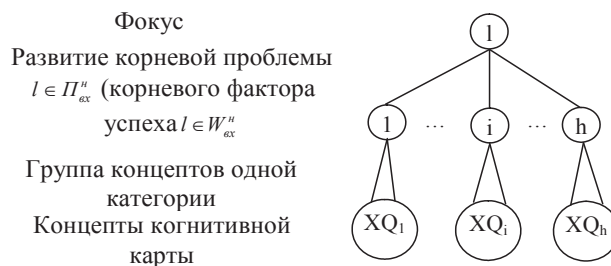 Фокус
l
Развитие корневой проблемы
l ∈ П^н_вх (корневого фактора
успеха l ∈ W^н_вх
1 ... i ... h
Группа концептов одной
категории
Концепты когнитивной
карты
XQ₁ XQᵢ XQₕ